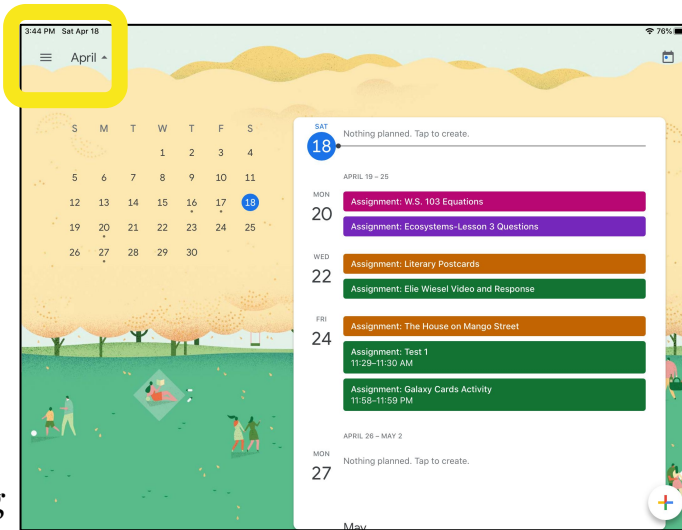 3:44 PM Sat Apr 18
76%
April
S M T W T F S
1 2 3 4
5 6 7 8 9 10 11
12 13 14 15 16 17 18
19 20 21 22 23 24 25
26 27 28 29 30
SAT
18
Nothing planned. Tap to create.
APRIL 19 – 25
MON
20
Assignment: W.S. 103 Equations
Assignment: Ecosystems-Lesson 3 Questions
WED
22
Assignment: Literary Postcards
Assignment: Elie Wiesel Video and Response
FRI
24
Assignment: The House on Mango Street
Assignment: Test 1
11:29–11:30 AM
Assignment: Galaxy Cards Activity
11:58–11:59 PM
APRIL 26 – MAY 2
MON
27
Nothing planned. Tap to create.
May